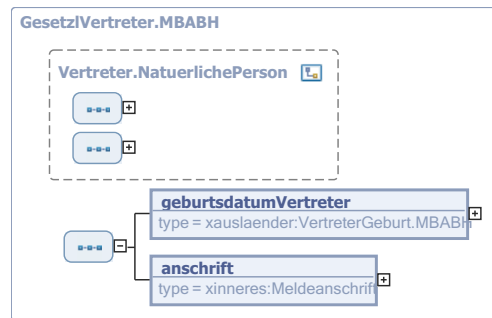 GesetzlVertreter.MBABH
Vertreter.NatuerlichePerson
geburtsdatumVertreter
type = xauslaender:VertreterGeburt.MBABH
anschrift
type = xinneres:Meldeanschrift